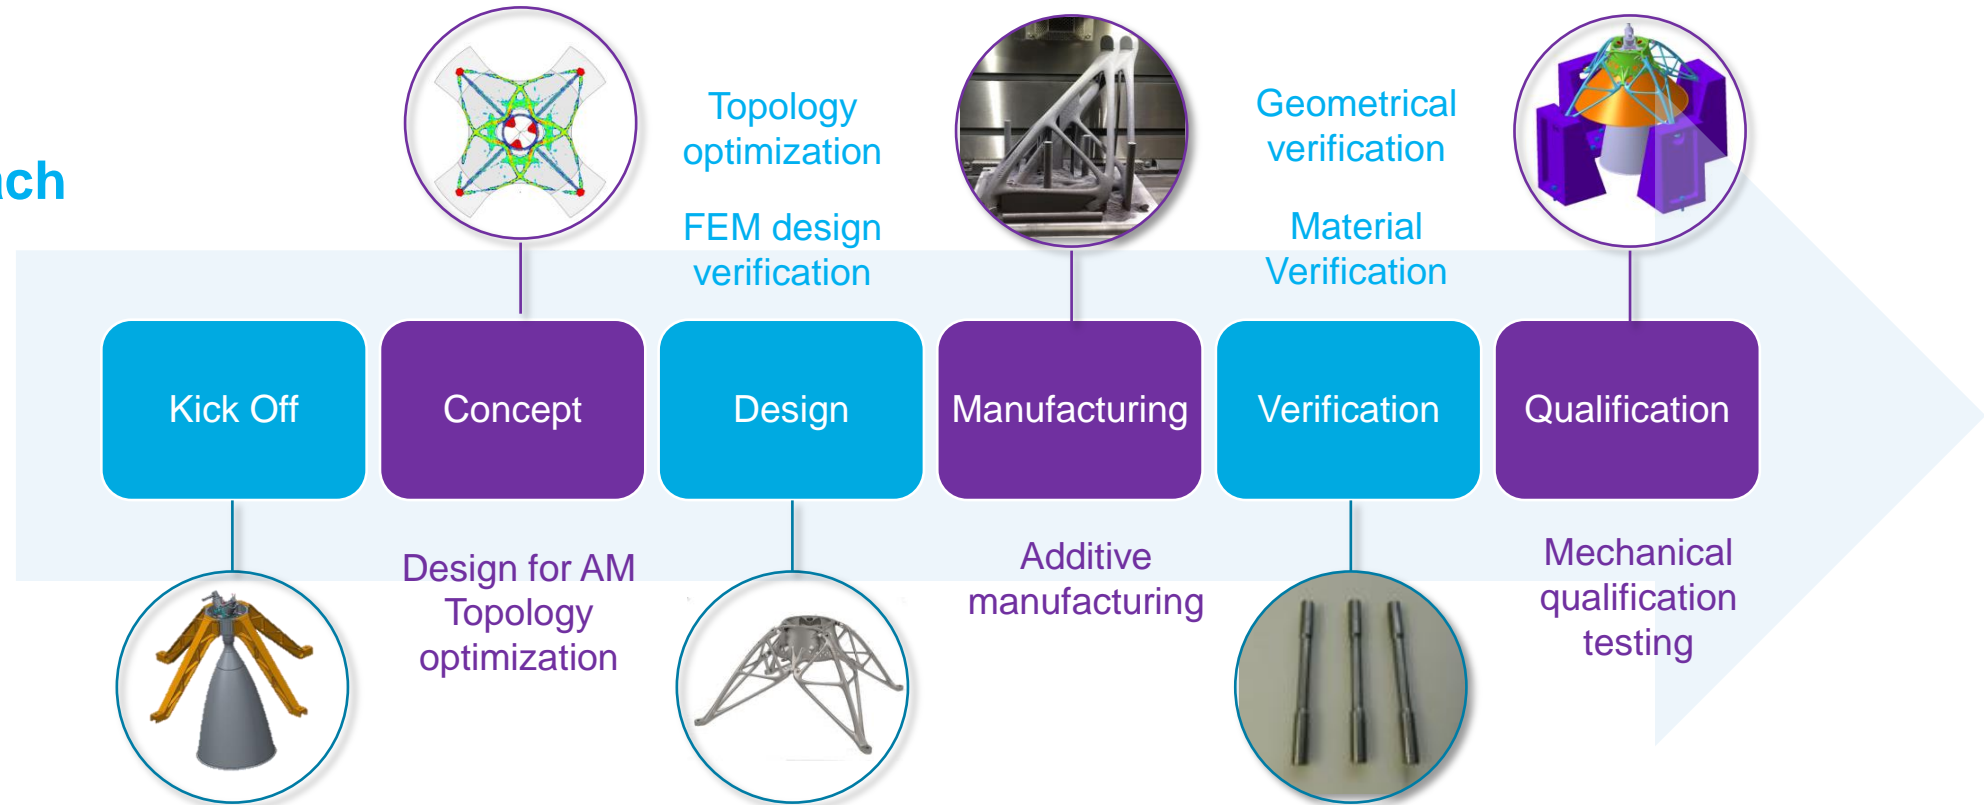 Topology
optimization
FEM design
verification
Geometrical
verification
Material
Verification
Kick Off
Concept
Design
Manufacturing
Verification
Qualification
Design for AM
Topology
optimization
Additive
manufacturing
Mechanical
qualification
testing